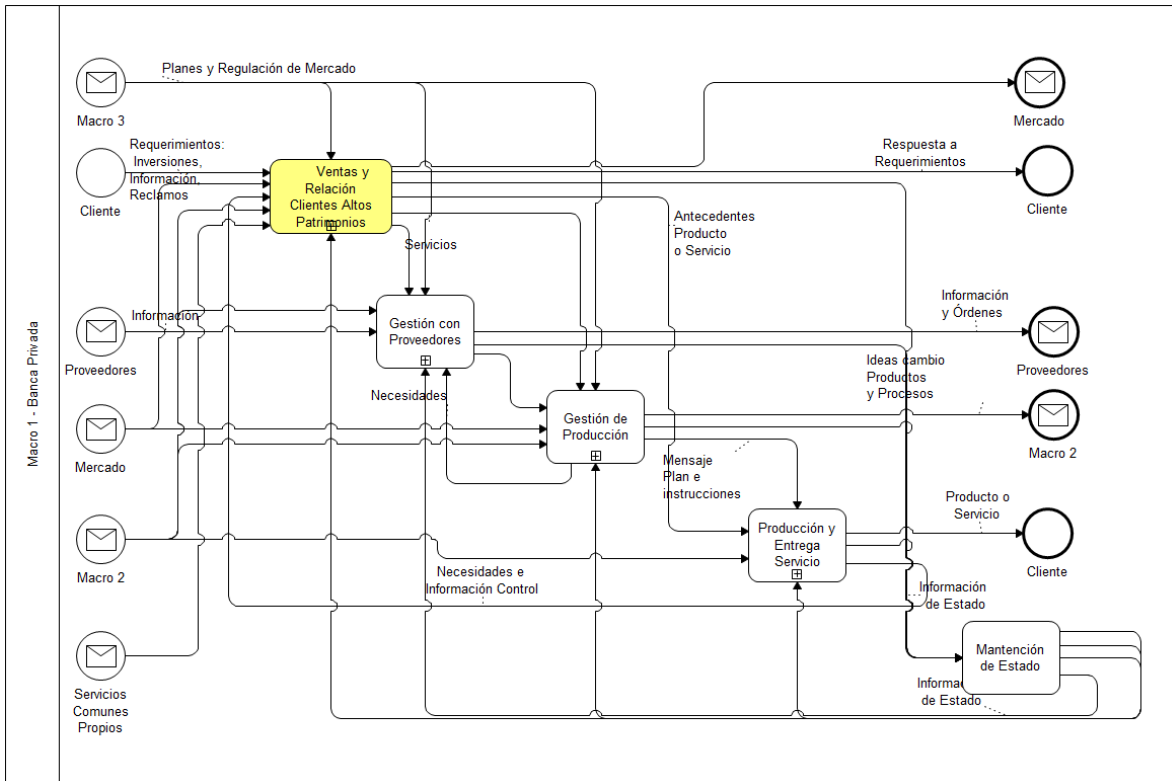 Macro 1 - Banca Privada
Planes y Regulación de Mercado
Macro 3
Mercado
Requerimientos:
Inversiones,
Información,
Reclamos
Cliente
Ventas y
Relación
Clientes Altos
Patrimonios
Respuesta a
Requerimientos
Cliente
Antecedentes
Producto
o Servicio
Servicios
Información
Proveedores
Gestión con
Proveedores
Información
y Órdenes
Proveedores
Necesidades
Ideas cambio
Productos
y Procesos
Mercado
Gestión de
Producción
Macro 2
Mensaje
Plan e
instrucciones
Macro 2
Producción y
Entrega
Servicio
Producto o
Servicio
Cliente
Necesidades e
Información Control
Información
de Estado
Servicios
Comunes
Propios
Mantención
de Estado
de Estado